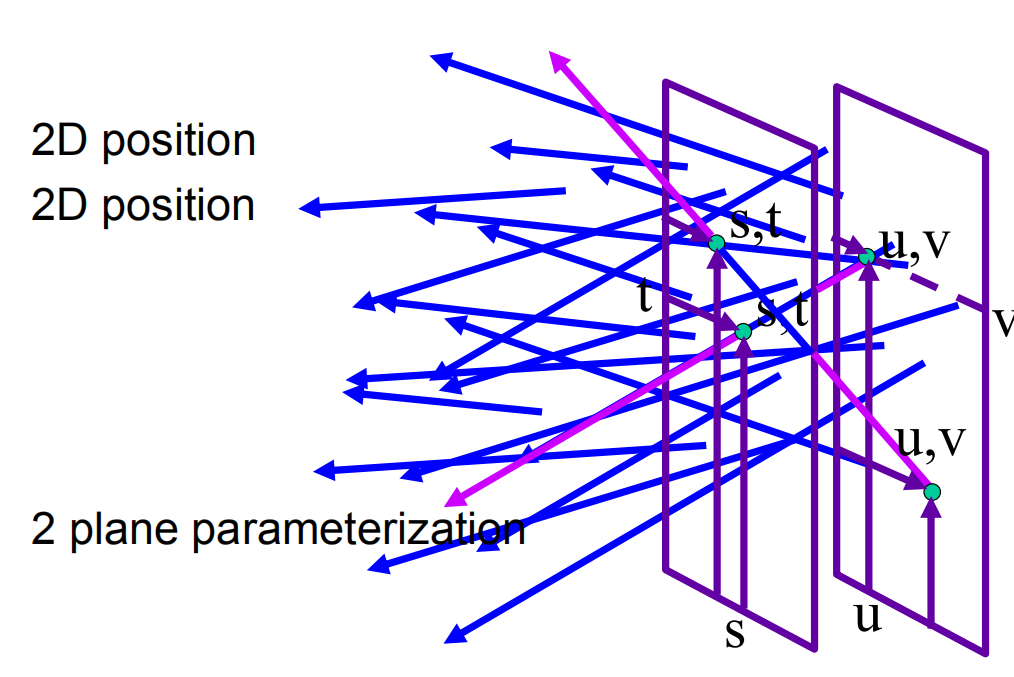 2D position
2D position
s,t
u,v
t
s,t
v
u,v
2 plane parameterization
s
u